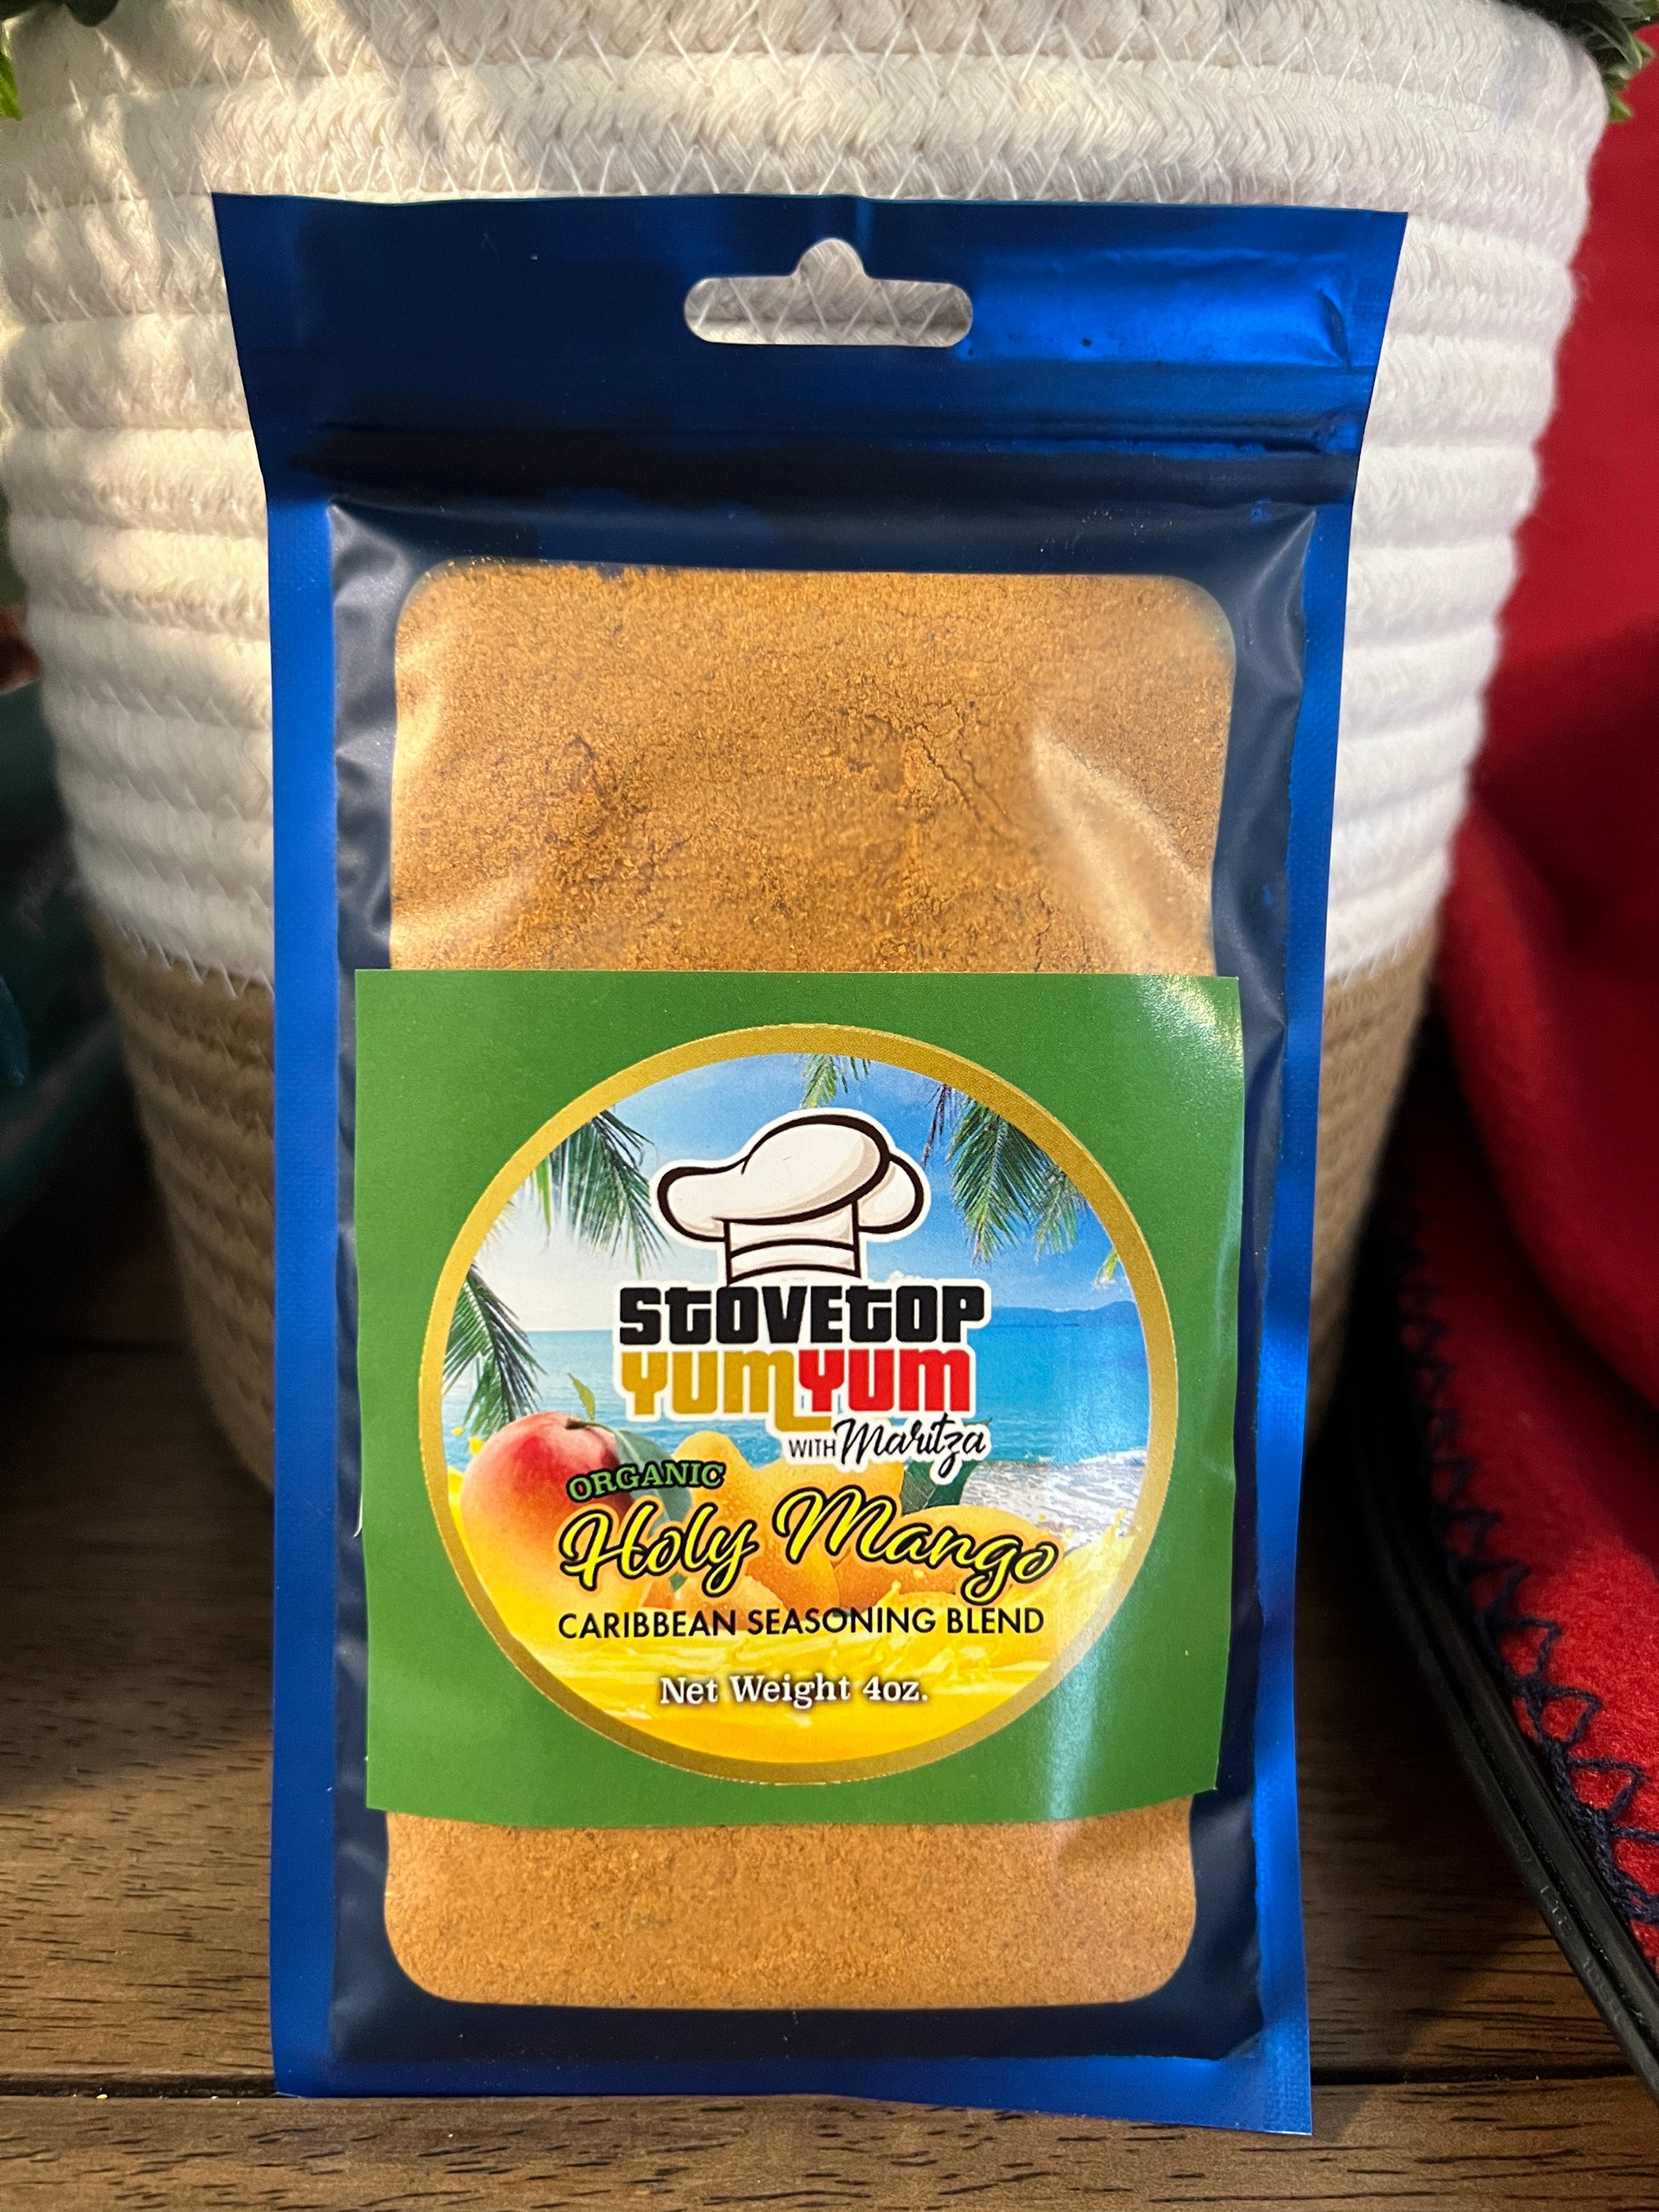 STOVETOP
YUMYUM
WITH Maritza
ORGANIC
Holy Mango
CARIBBEAN SEASONING BLEND
Net Weight 4oz.